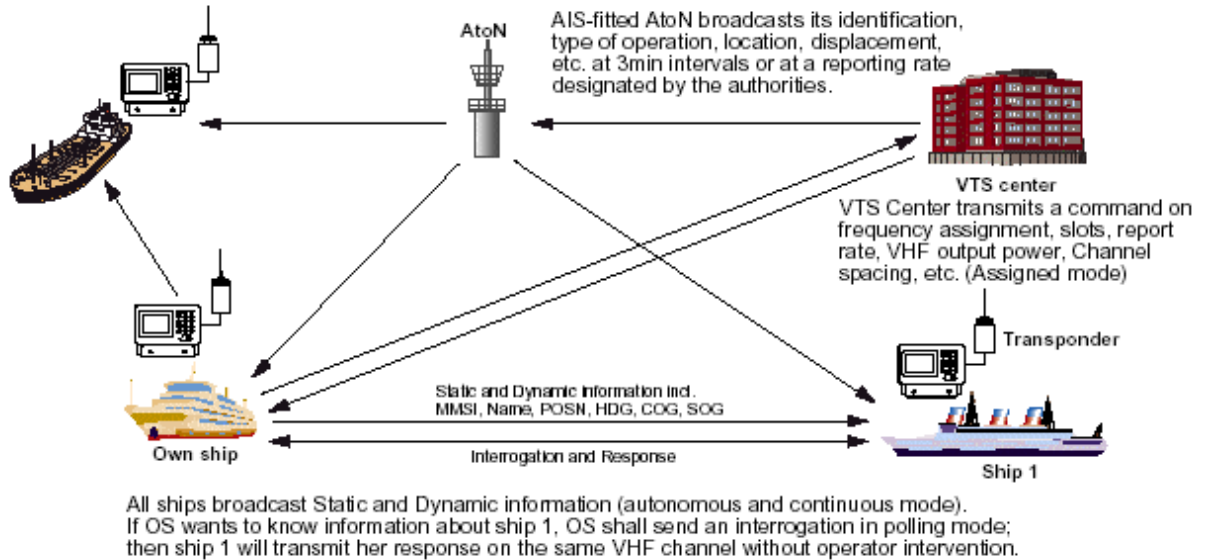 AtoN
AIS-fitted AtoN broadcasts its identification,
type of operation, location, displacement,
etc. at 3min intervals or at a reporting rate
designated by the authorities.
VTS center
VTS Center transmits a command on
frequency assignment, slots, report
rate, VHF output power, Channel
spacing, etc. (Assigned mode)
Transponder
Static and Dynamic information incl.
MMSI, Name, POSN, HDG, COG, SOG
Own ship
Interrogation and Response
Ship 1
All ships broadcast Static and Dynamic information (autonomous and continuous mode).
If OS wants to know information about ship 1, OS shall send an interrogation in polling mode;
then ship 1 will transmit her response on the same VHF channel without operator intervention.